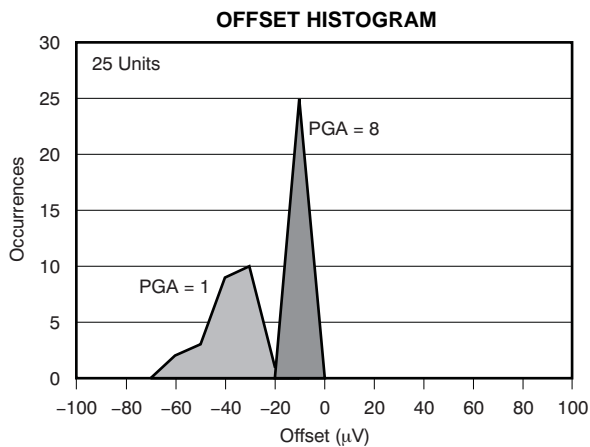 OFFSET HISTOGRAM
30
25 Units
25
PGA = 8
20
Occurrences
15
10
PGA = 1
5
0
−100 −80 −60 −40 −20 0 20 40 60 80 100
Offset (μV)